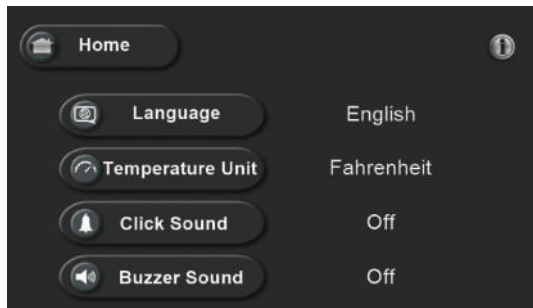 Home
Language English
Temperature Unit Fahrenheit
Click Sound Off
Buzzer Sound Off